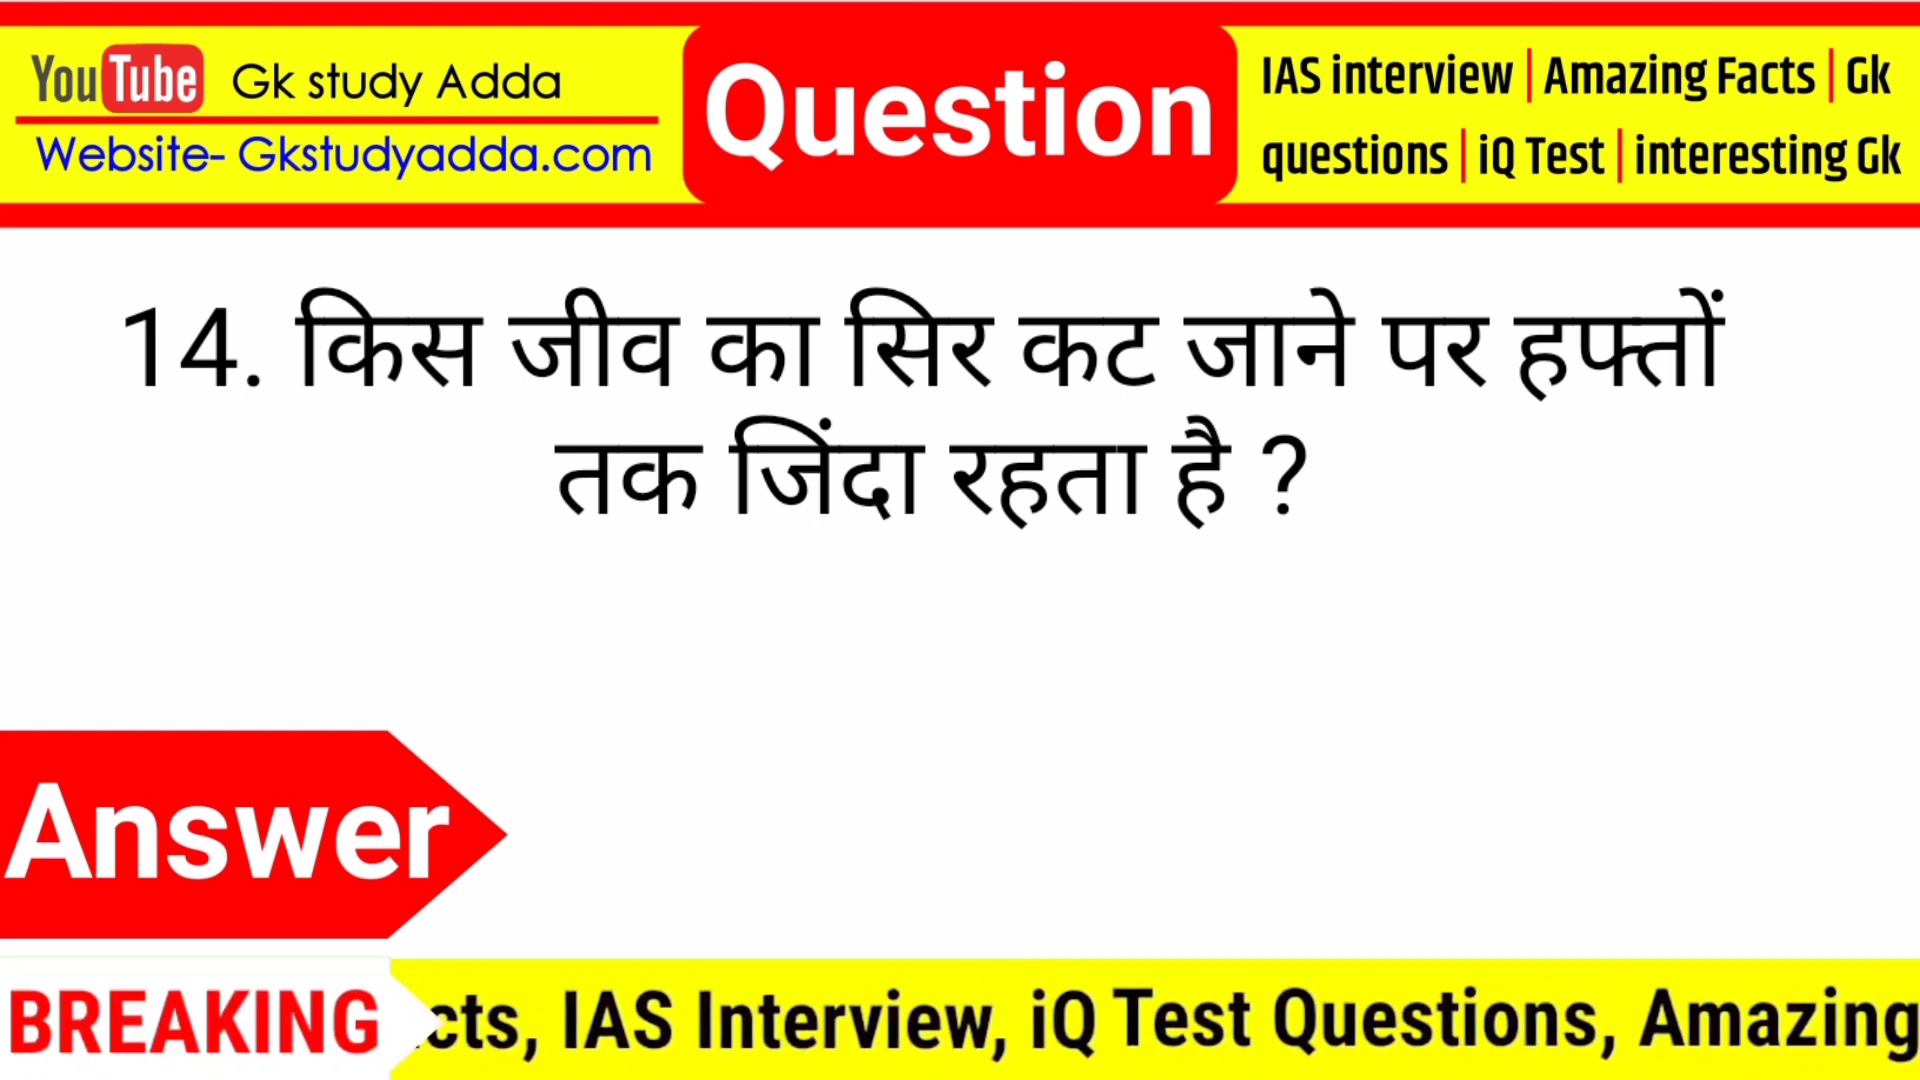 YouTube Gk study Adda
Website- Gkstudyadda.com
Question
IAS interview | Amazing Facts | Gk
questions | iQ Test | interesting Gk
14. किस जीव का सिर कट जाने पर हफ्तों
तक जिंदा रहता है ?
Answer
BREAKING
cts, IAS Interview, iQ Test Questions, Amazing